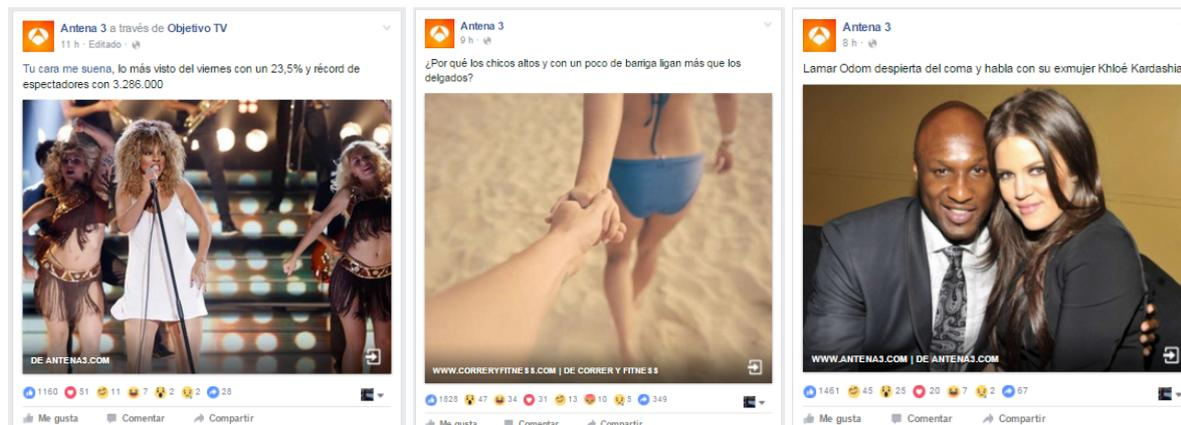 Antena 3 a través de Objetivo TV
11 h · Editado ·
Tu cara me suena, lo más visto del viernes con un 23,5% y récord de
espectadores con 3.286.000
DE ANTENA3.COM
1160 51 11 7 2 2 28
Me gusta Comentar Compartir
Antena 3
9 h ·
¿Por qué los chicos altos y con un poco de barriga ligan más que los
delgados?
WWW.CORRERYFITNESS.COM | DE CORRER Y FITNESS
1828 47 34 31 13 10 5 349
Me gusta Comentar Compartir
Antena 3
8 h ·
Lamar Odom despierta del coma y habla con su exmujer Khloé Kardashia
WWW.ANTENA3.COM | DE ANTENA3.COM
1461 45 25 20 7 2 67
Me gusta Comentar Compartir